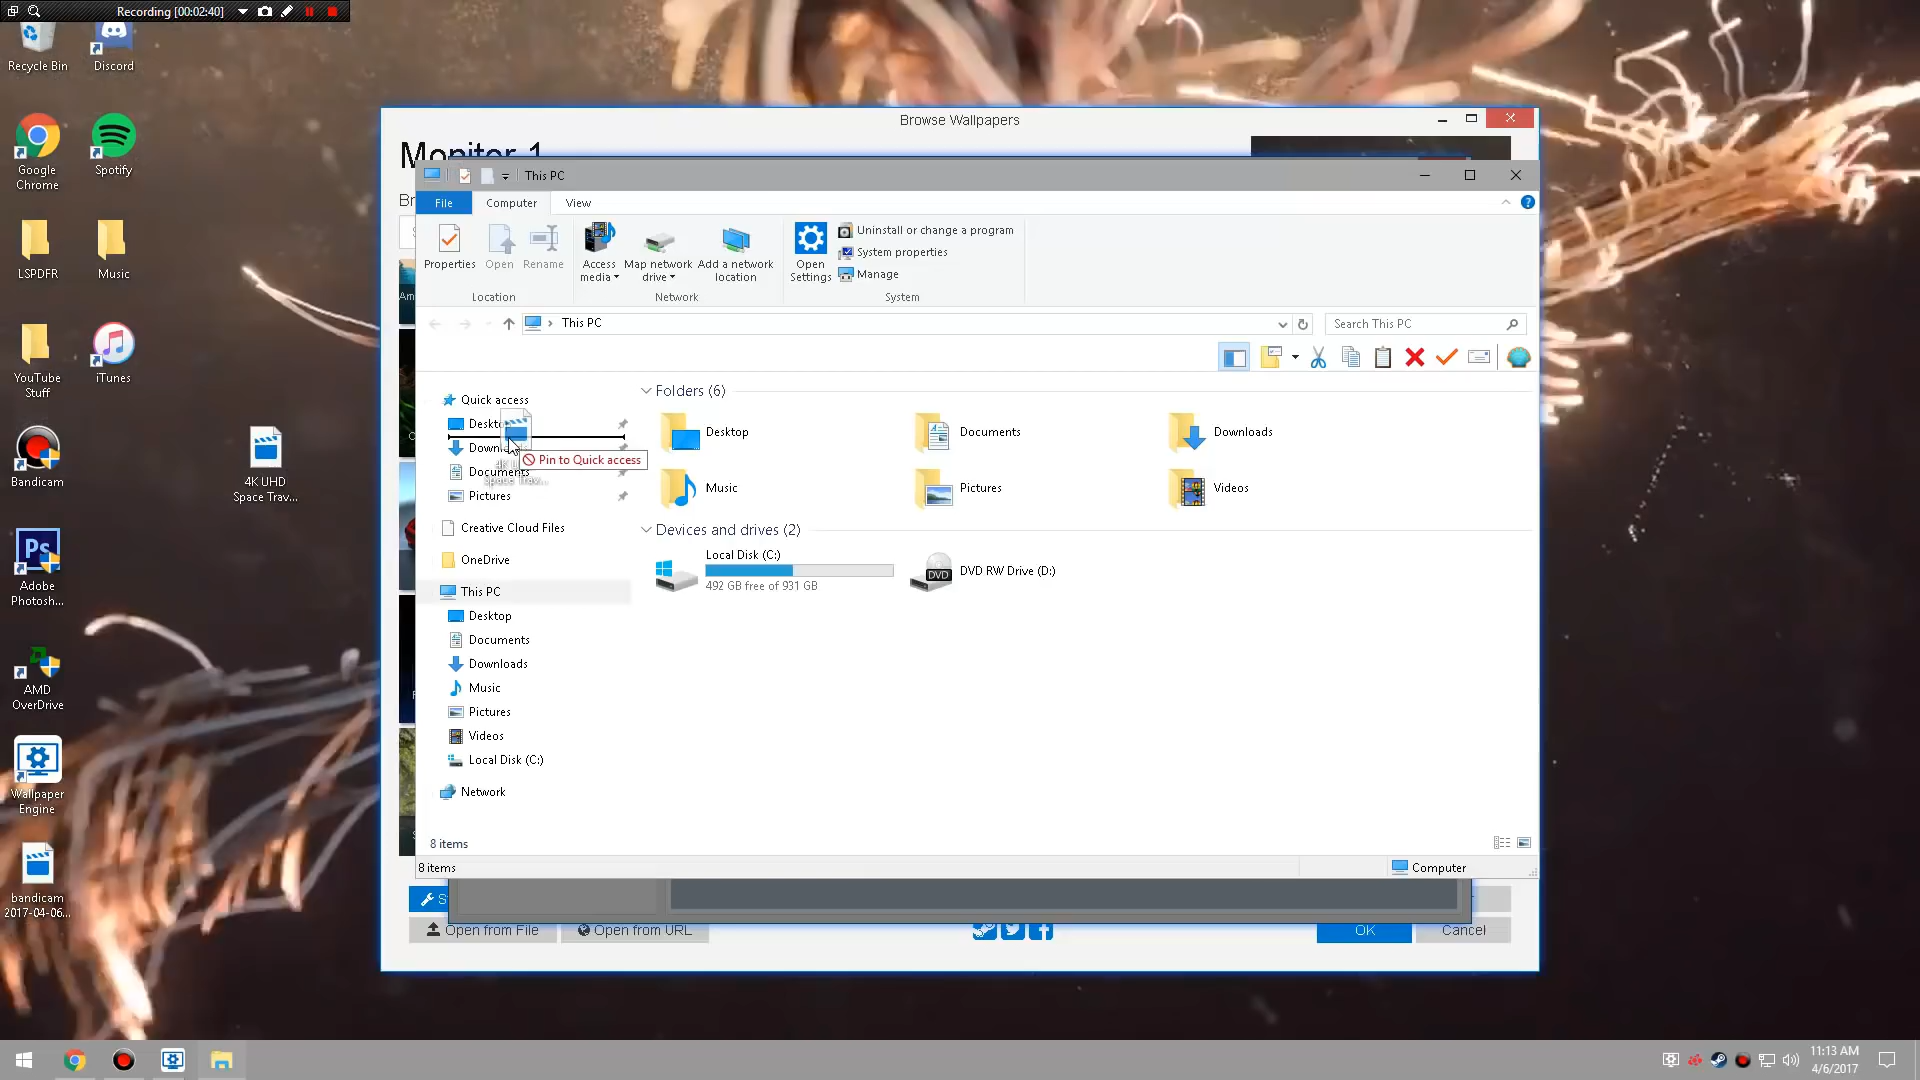 Recording [00:02:40]
Recycle Bin
Discord
Google
Chrome
Spotify
LSPDFR
Music
YouTube
Stuff
iTunes
Bandicam
4K UHD
Space Trav...
Adobe
Photosh...
AMD
OverDrive
Wallpaper
Engine
bandicam
2017-04-06...
Browse Wallpapers
Monitor 1
This PC
File
Computer
View
Properties
Open
Rename
Access
media
Map network
drive
Add a network
location
Open
Settings
Uninstall or change a program
System properties
Manage
Location
Network
System
This PC
Search This PC
Quick access
Desktop
Downloads
Pin to Quick access
Documents
Space Trav...
Pictures
Creative Cloud Files
OneDrive
This PC
Desktop
Documents
Downloads
Music
Pictures
Videos
Local Disk (C:)
Network
Folders (6)
Desktop
Documents
Downloads
Music
Pictures
Videos
Devices and drives (2)
Local Disk (C:)
492 GB free of 931 GB
DVD
DVD RW Drive (D:)
8 items
8 items
Computer
Open from File
Open from URL
OK
Cancel
11:13 AM
4/6/2017